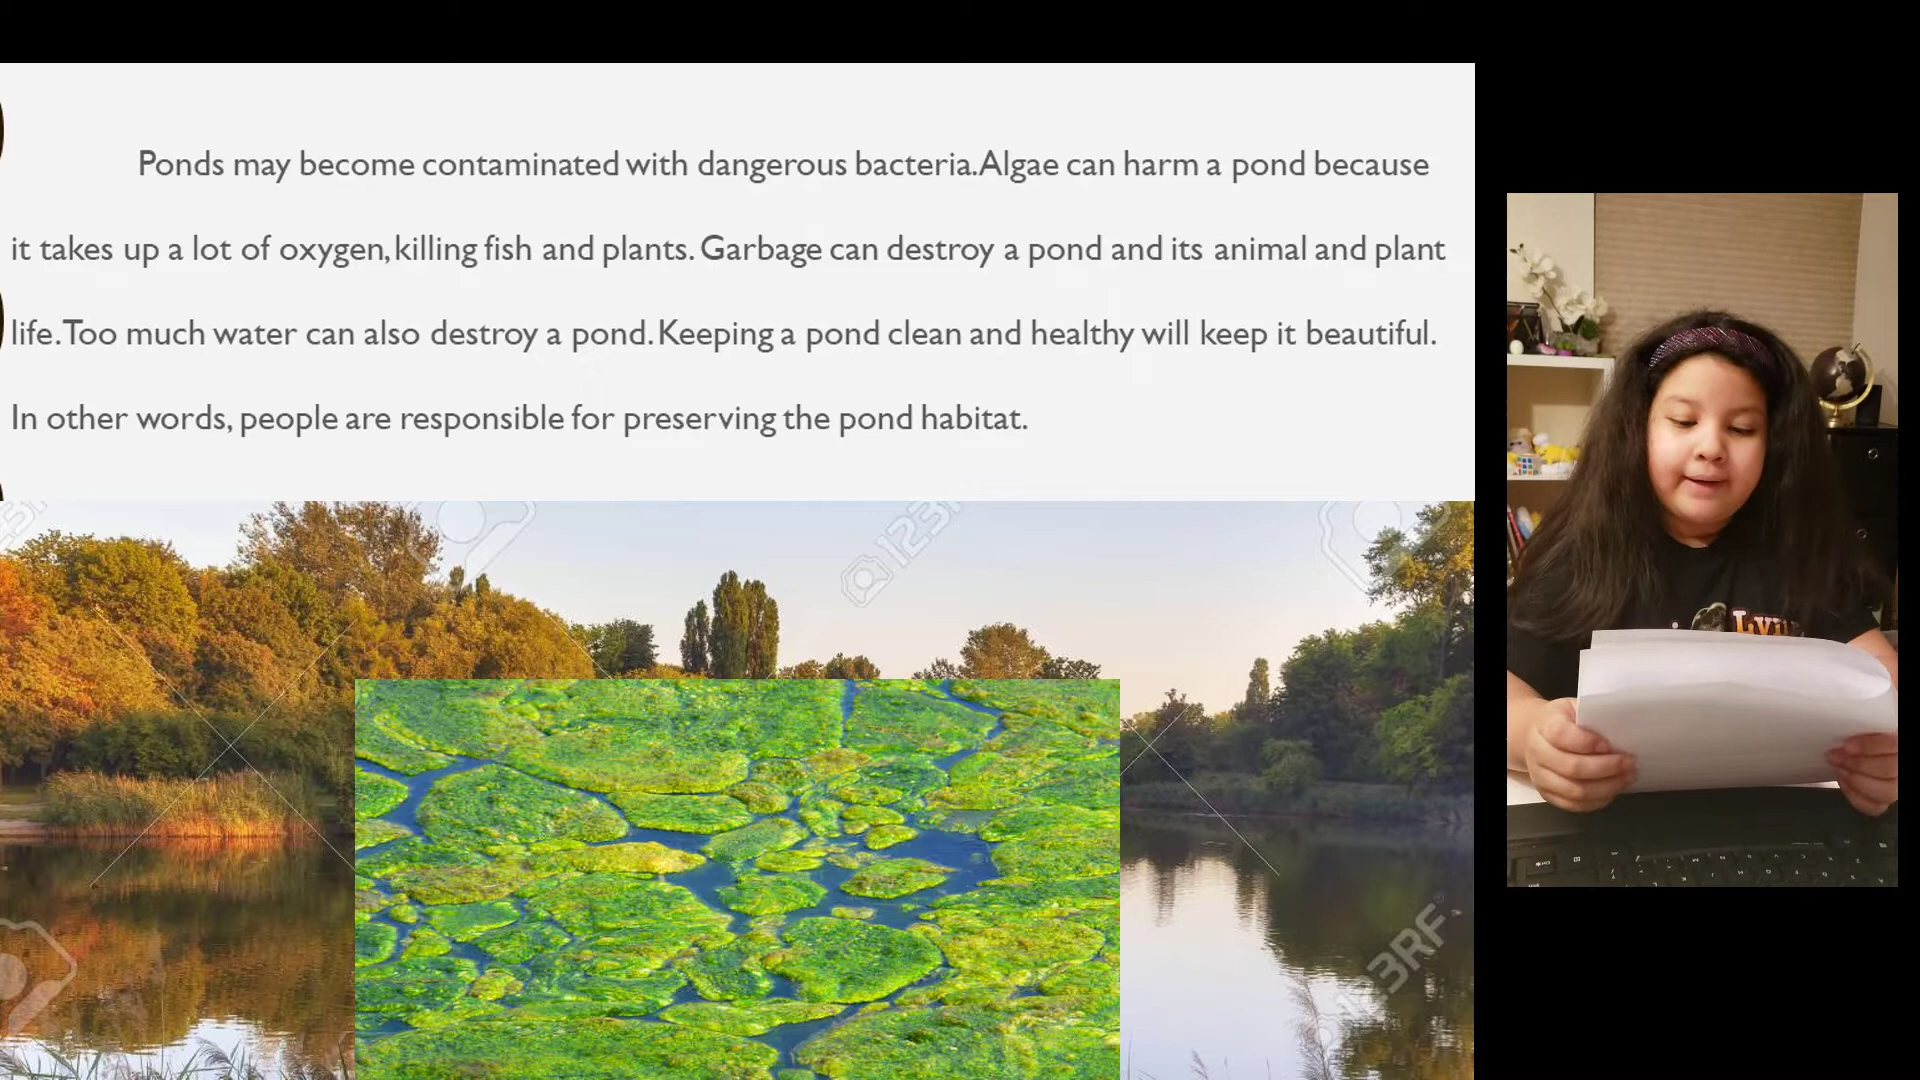 Ponds may become contaminated with dangerous bacteria. Algae can harm a pond because
it takes up a lot of oxygen, killing fish and plants. Garbage can destroy a pond and its animal and plant
life. Too much water can also destroy a pond. Keeping a pond clean and healthy will keep it beautiful.
In other words, people are responsible for preserving the pond habitat.
123RF
123RF